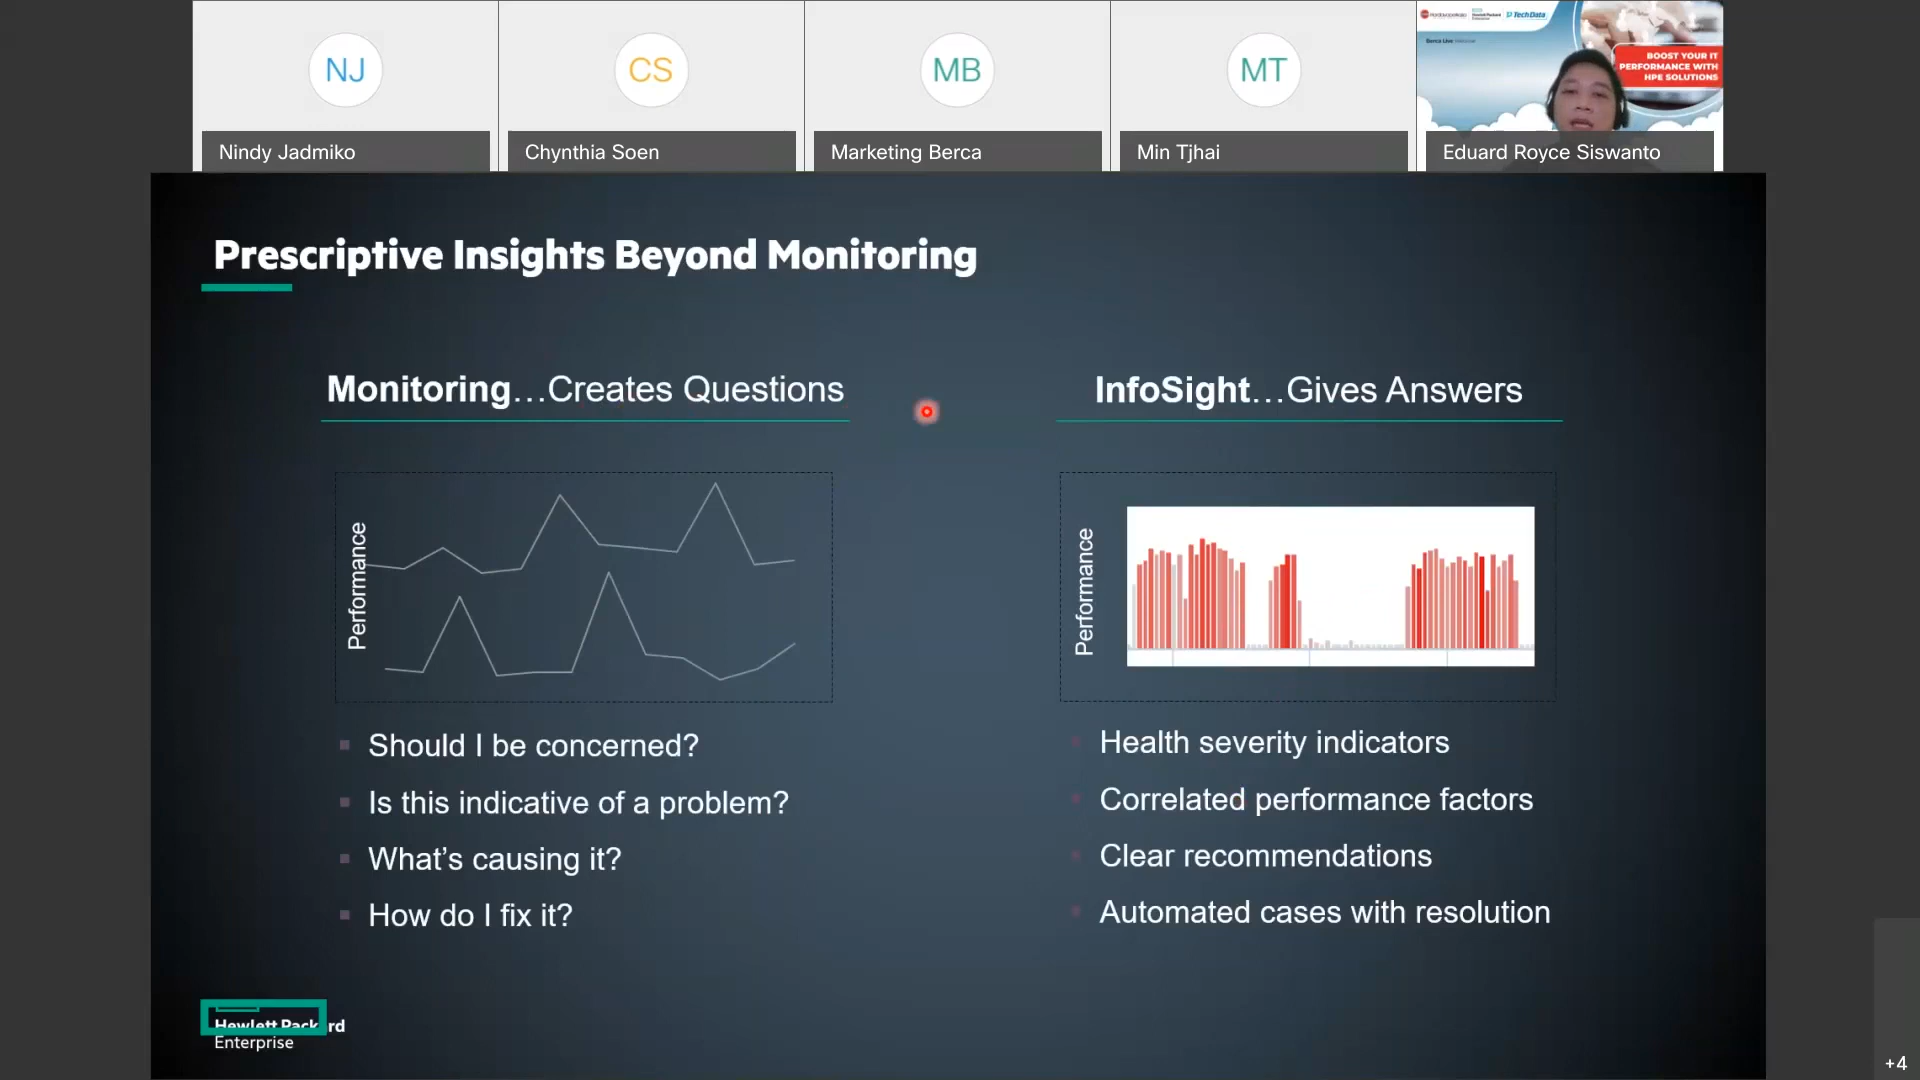 NJ
CS
MB
MT
Nindy Jadmiko
Chynthia Soen
Marketing Berca
Min Tjhai
Eduard Royce Siswanto
TechData
BOOST YOUR IT
PERFORMANCE WITH
HPE SOLUTIONS
Prescriptive Insights Beyond Monitoring
Monitoring...Creates Questions
Performance
Should I be concerned?
Is this indicative of a problem?
What's causing it?
How do I fix it?
InfoSight...Gives Answers
Performance
Health severity indicators
Correlated performance factors
Clear recommendations
Automated cases with resolution
Hewlett Packard
Enterprise
+4